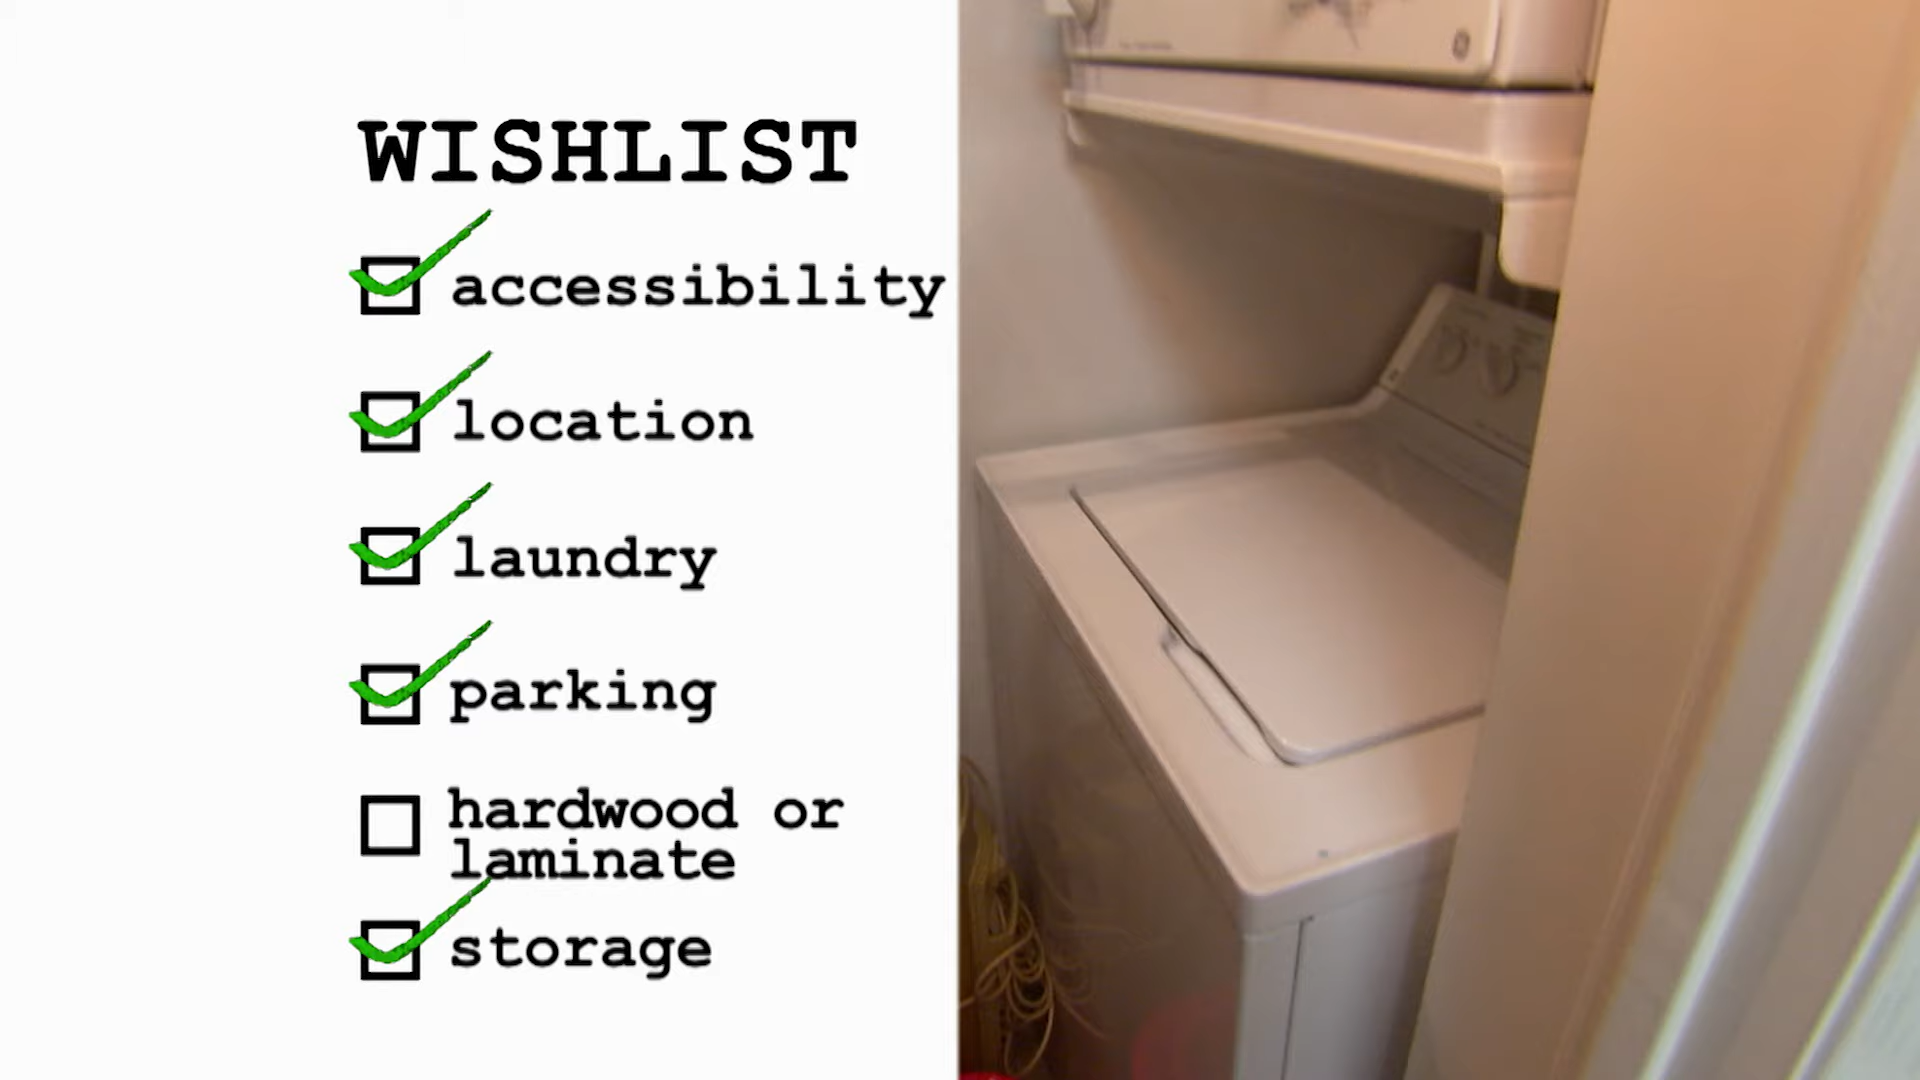 WISHLIST
accessibility
location
laundry
parking
hardwood or
laminate
storage